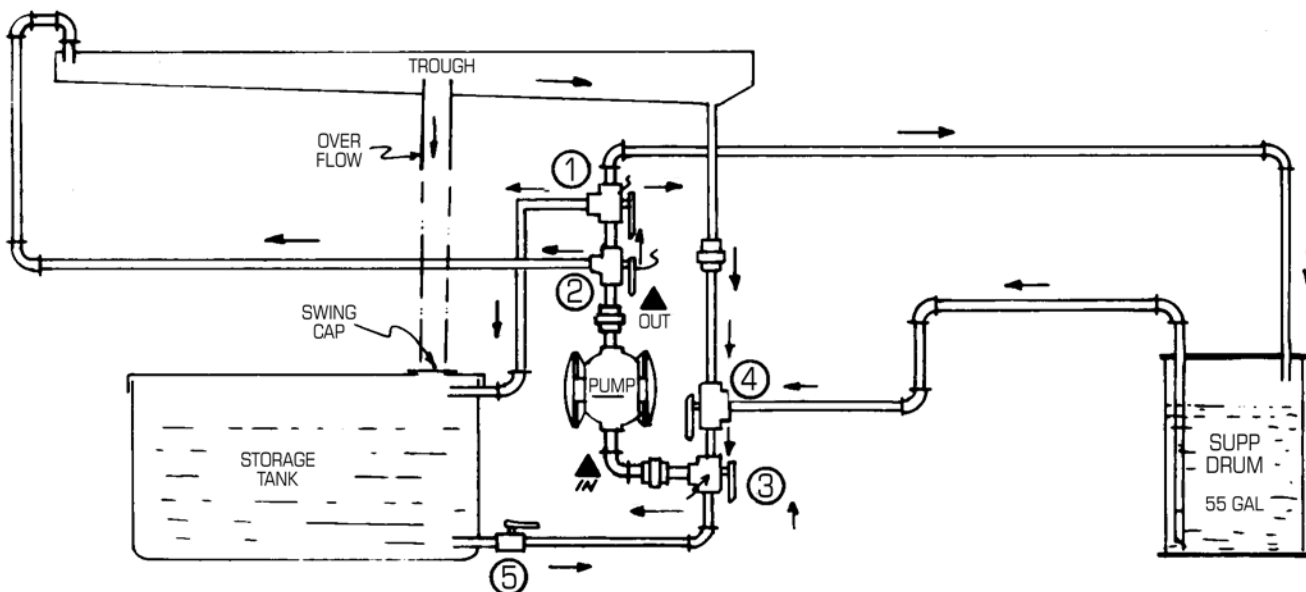 TROUGH
OVER
FLOW
1
2
OUT
SWING
CAP
PUMP
4
IN
3
STORAGE
TANK
5
SUPP
DRUM
55 GAL